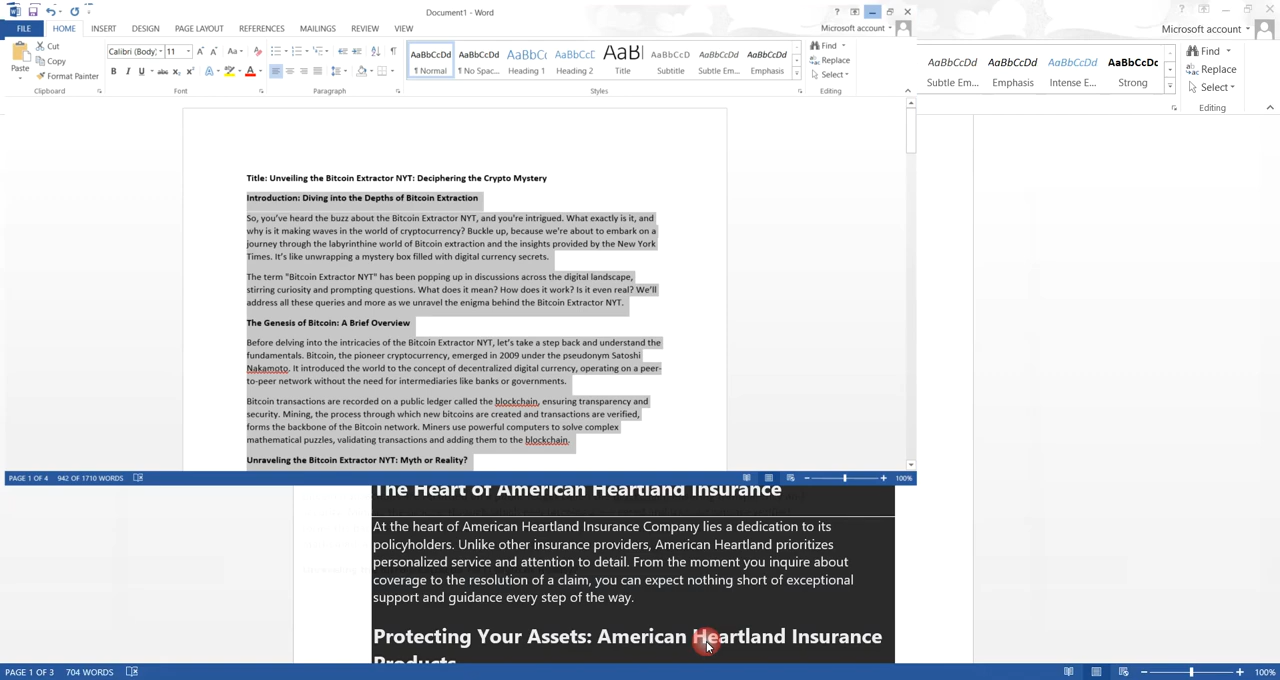 Document1 - Word
Microsoft account
FILE HOME INSERT DESIGN PAGE LAYOUT REFERENCES MAILINGS REVIEW VIEW
Microsoft account
Paste
Cut
Copy
Format Painter
Clipboard
Calibri (Body) 11
Font
Paragraph
AaBbCcDd AaBbCcDd AaBbC( AaBbCcC AaBl AaBbCcD AaBbCcDd AaBbCcDd
¶ Normal ¶ No Spac... Heading 1 Heading 2 Title Subtitle Subtle Em... Emphasis
Styles
Find
Replace
Select
Editing
AaBbCcDd AaBbCcDd AaBbCcDd AaBbCcDc
Subtle Em... Emphasis Intense E... Strong
Find
Replace
Select
Editing
Title: Unveiling the Bitcoin Extractor NYT: Deciphering the Crypto Mystery
Introduction: Diving into the Depths of Bitcoin Extraction
So, you've heard the buzz about the Bitcoin Extractor NYT, and you're intrigued. What exactly is it, and
why is it making waves in the world of cryptocurrency? Buckle up, because we're about to embark on a
journey through the labyrinthine world of Bitcoin extraction and the insights provided by the New York
Times. It's like unwrapping a mystery box filled with digital currency secrets.
The term "Bitcoin Extractor NYT" has been popping up in discussions across the digital landscape,
stirring curiosity and prompting questions. What does it mean? How does it work? Is it even real? We'll
address all these queries and more as we unravel the enigma behind the Bitcoin Extractor NYT.
The Genesis of Bitcoin: A Brief Overview
Before delving into the intricacies of the Bitcoin Extractor NYT, let's take a step back and understand the
fundamentals. Bitcoin, the pioneer cryptocurrency, emerged in 2009 under the pseudonym Satoshi
Nakamoto. It introduced the world to the concept of decentralized digital currency, operating on a peer-
to-peer network without the need for intermediaries like banks or governments.
Bitcoin transactions are recorded on a public ledger called the blockchain, ensuring transparency and
security. Mining, the process through which new bitcoins are created and transactions are verified,
forms the backbone of the Bitcoin network. Miners use powerful computers to solve complex
mathematical puzzles, validating transactions and adding them to the blockchain.
Unraveling the Bitcoin Extractor NYT: Myth or Reality?
PAGE 1 OF 4 942 OF 1710 WORDS 100%
The Heart of American Heartland Insurance
At the heart of American Heartland Insurance Company lies a dedication to its
policyholders. Unlike other insurance providers, American Heartland prioritizes
personalized service and attention to detail. From the moment you inquire about
coverage to the resolution of a claim, you can expect nothing short of exceptional
support and guidance every step of the way.
Protecting Your Assets: American Heartland Insurance
Products
PAGE 1 OF 3 704 WORDS 100%